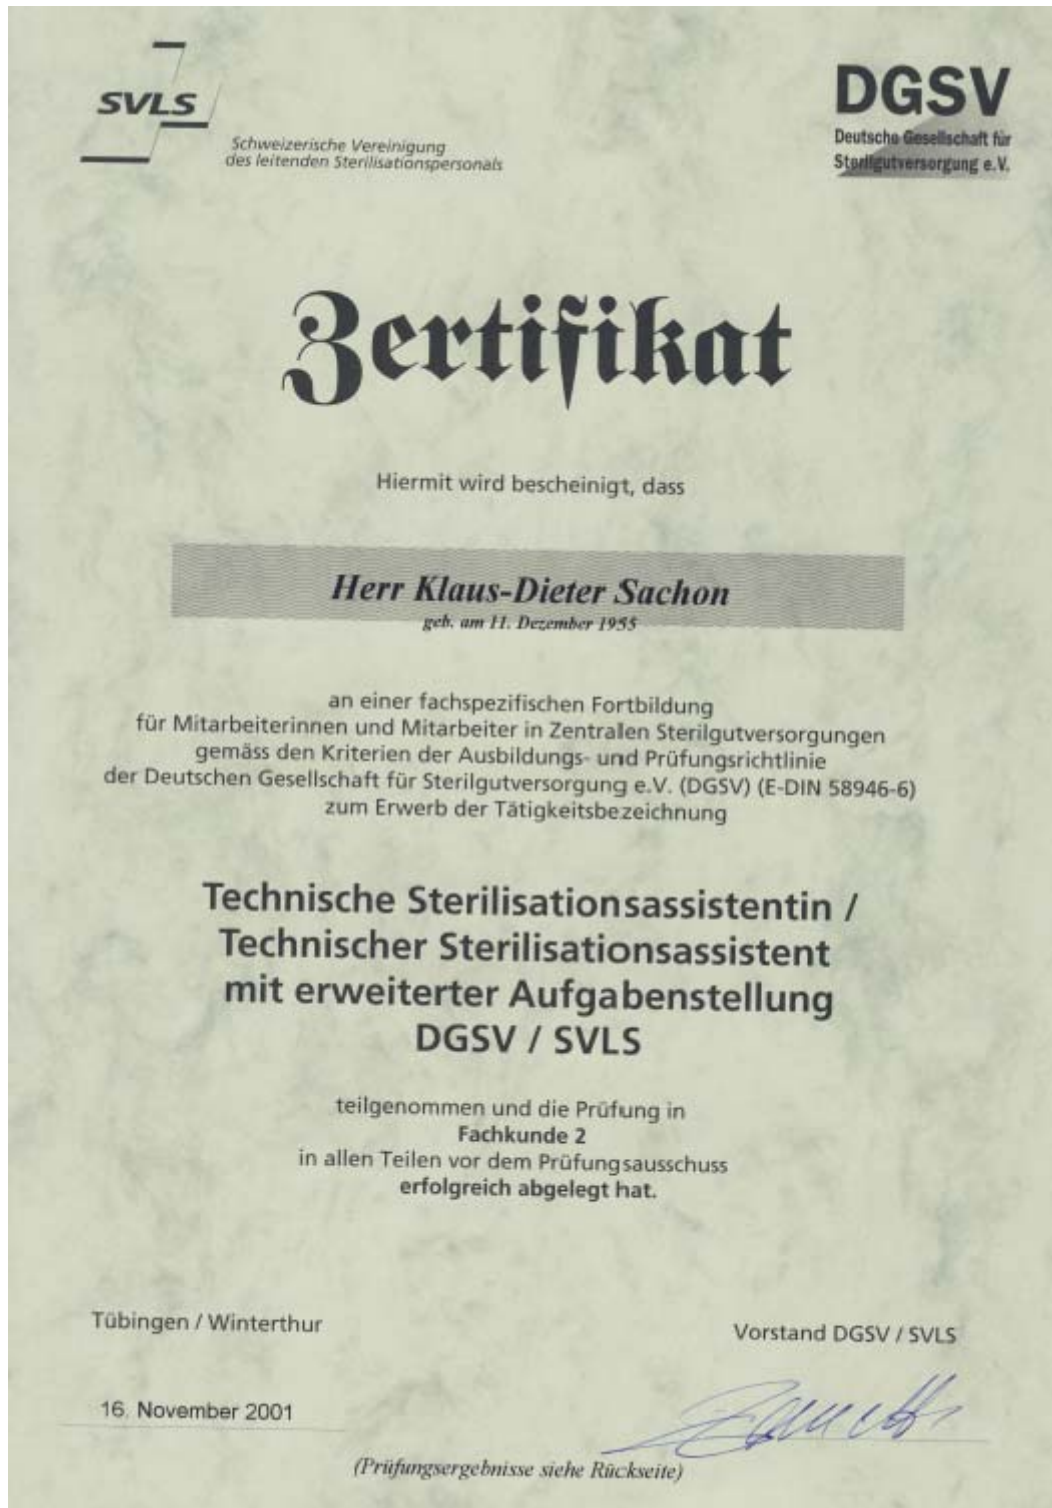 SVLS
Schweizerische Vereinigung
des leitenden Sterilisationspersonals
DGSV
Deutsche Gesellschaft für
Sterilgutversorgung e.V.
Zertifikat
Hiermit wird bescheinigt, dass
Herr Klaus-Dieter Sachon
geb. am 11. Dezember 1955
an einer fachspezifischen Fortbildung
für Mitarbeiterinnen und Mitarbeiter in Zentralen Sterilgutversorgungen
gemäss den Kriterien der Ausbildungs- und Prüfungsrichtlinie
der Deutschen Gesellschaft für Sterilgutversorgung e.V. (DGSV) (E-DIN 58946-6)
zum Erwerb der Tätigkeitsbezeichnung
Technische Sterilisationsassistentin /
Technischer Sterilisationsassistent
mit erweiterter Aufgabenstellung
DGSV / SVLS
teilgenommen und die Prüfung in
Fachkunde 2
in allen Teilen vor dem Prüfungsausschuss
erfolgreich abgelegt hat.
Tübingen / Winterthur
Vorstand DGSV / SVLS
16. November 2001
(Prüfungsergebnisse siehe Rückseite)